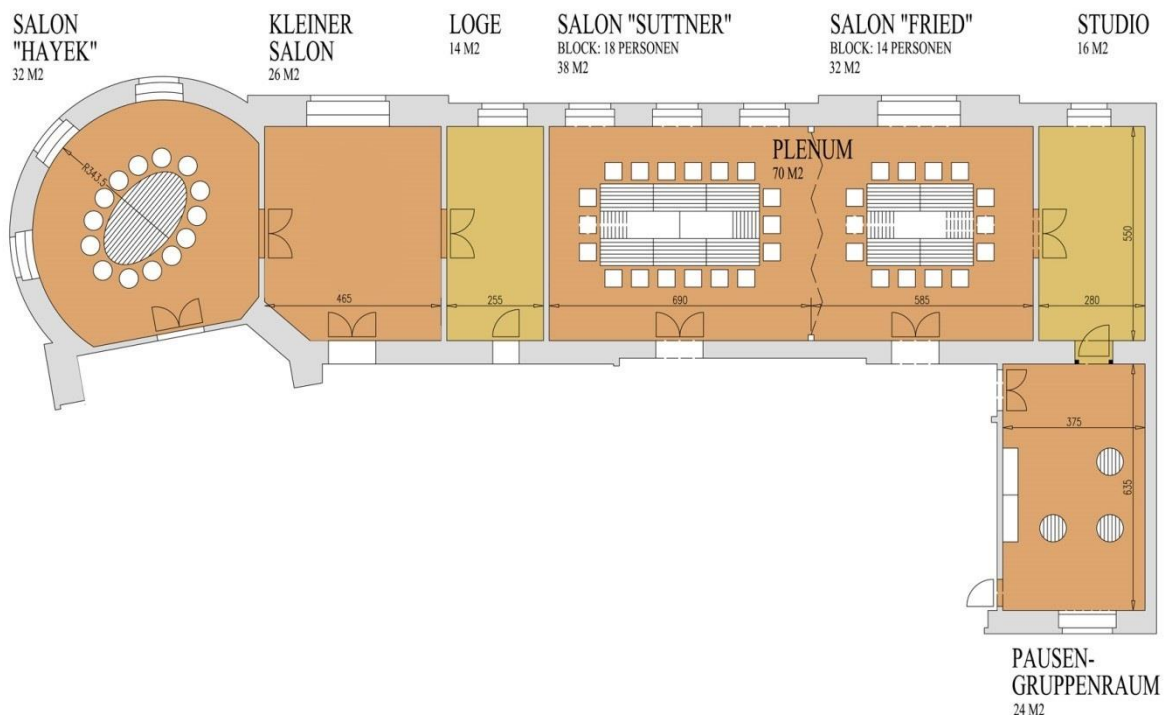 SALON
"HAYEK"
32 M2
KLEINER
SALON
26 M2
LOGE
14 M2
SALON "SUTTNER"
BLOCK: 18 PERSONEN
38 M2
SALON "FRIED"
BLOCK: 14 PERSONEN
32 M2
STUDIO
16 M2
PLENUM
70 M2
R343.5
550
465
255
690
585
280
375
635
PAUSEN-
GRUPPENRAUM
24 M2